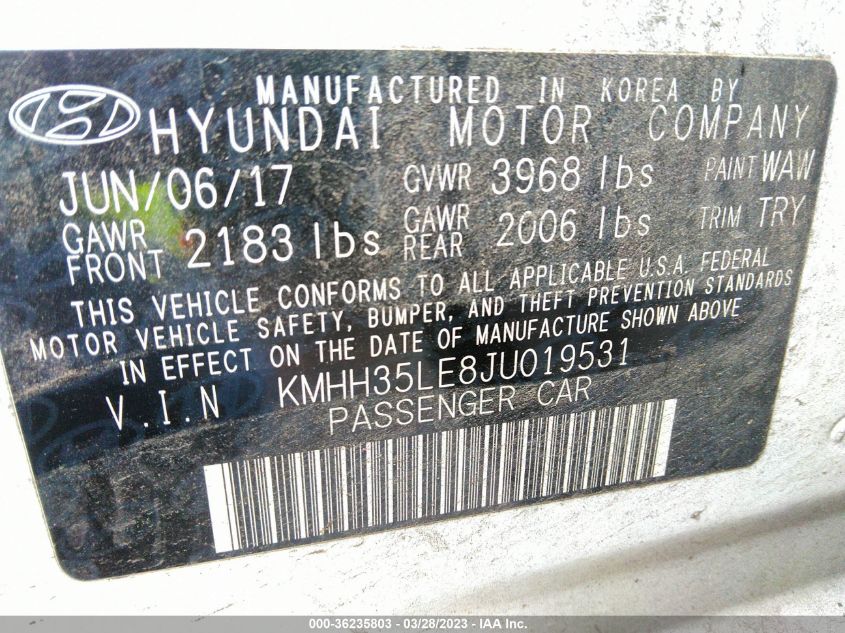 MANUFACTURED IN KOREA BY
HYUNDAI MOTOR COMPANY
JUN/06/17 GVWR 3968 lbs PAINT WAW
GAWR FRONT 2183 lbs GAWR REAR 2006 lbs TRIM TRY
THIS VEHICLE CONFORMS TO ALL APPLICABLE U.S.A. FEDERAL
MOTOR VEHICLE SAFETY, BUMPER, AND THEFT PREVENTION STANDARDS
IN EFFECT ON THE DATE OF MANUFACTURE SHOWN ABOVE
V.I.N KMHH35LE8JU019531
PASSENGER CAR
000-36235803 - 03/28/2023 - IAA Inc.